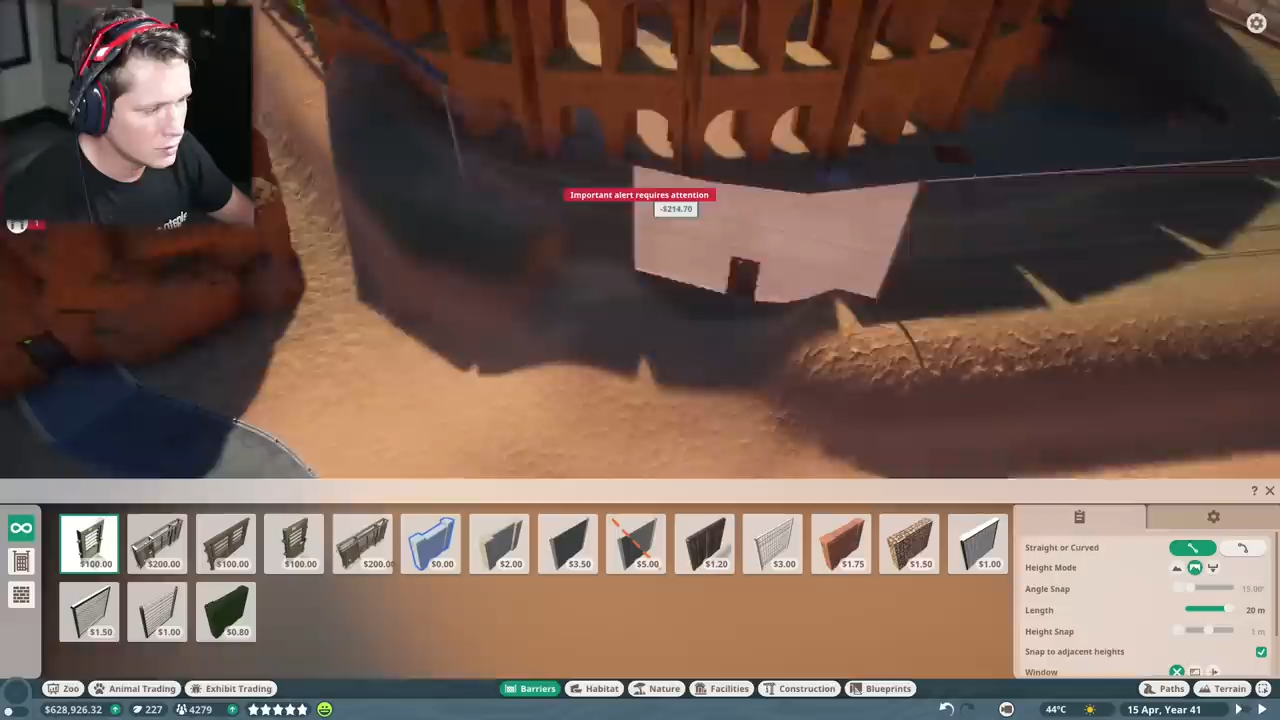 Important alert requires attention
-$214.70
1
? ×
$100.00 $200.00 $100.00 $100.00 $200.00 $0.00 $2.00 $3.50 $5.00 $1.20 $3.00 $1.75 $1.50 $1.00
$1.50 $1.00 $0.80
Straight or Curved
Height Mode
Angle Snap 15.00°
Length 20 m
Height Snap 1 m
Snap to adjacent heights
Window
Zoo Animal Trading Exhibit Trading Barriers Habitat Nature Facilities Construction Blueprints Paths Terrain
$628,926.32 227 4279 44°C 15 Apr, Year 41